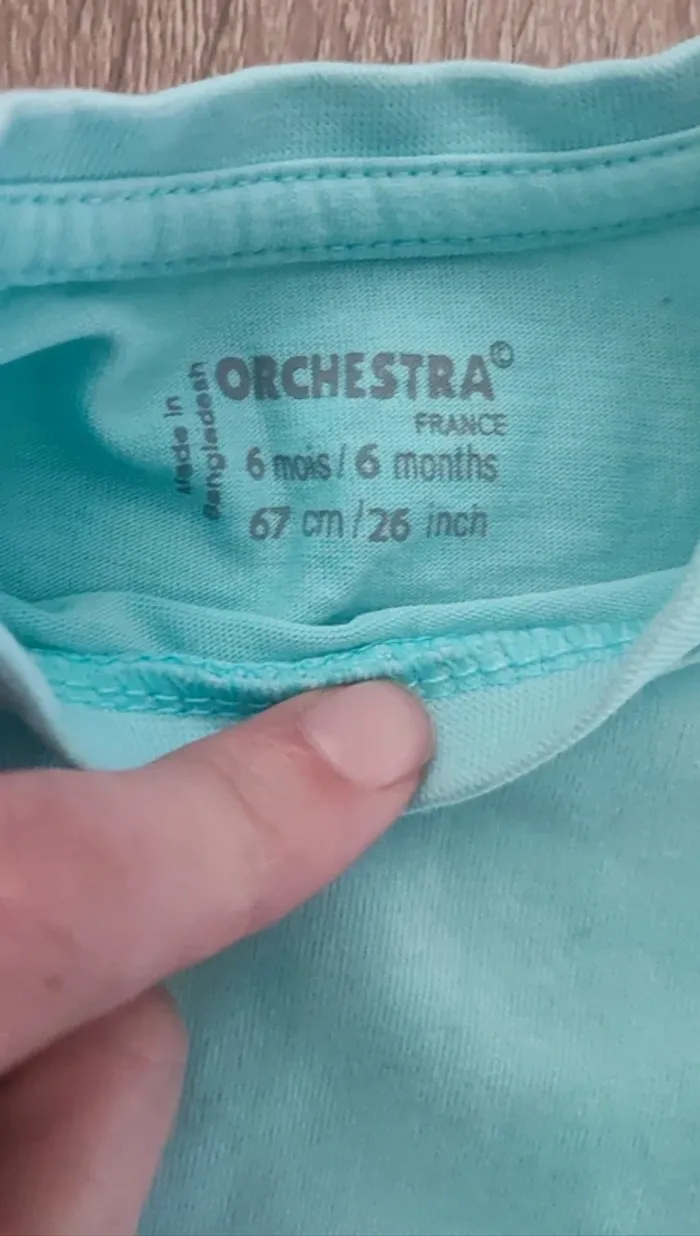 Made in
Bangladesh
ORCHESTRA©
FRANCE
6 mois / 6 months
67 cm / 26 inch